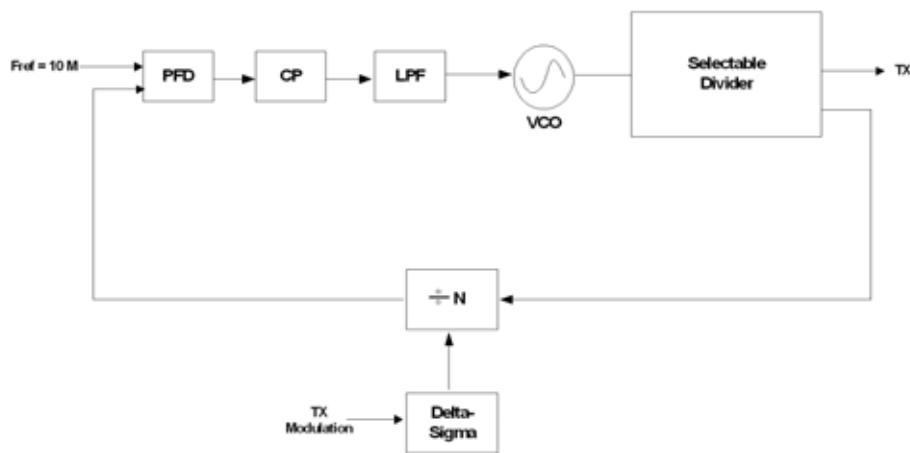 Fref = 10 M
PFD
CP
LPF
VCO
Selectable
Divider
TX
÷ N
TX
Modulation
Delta-
Sigma